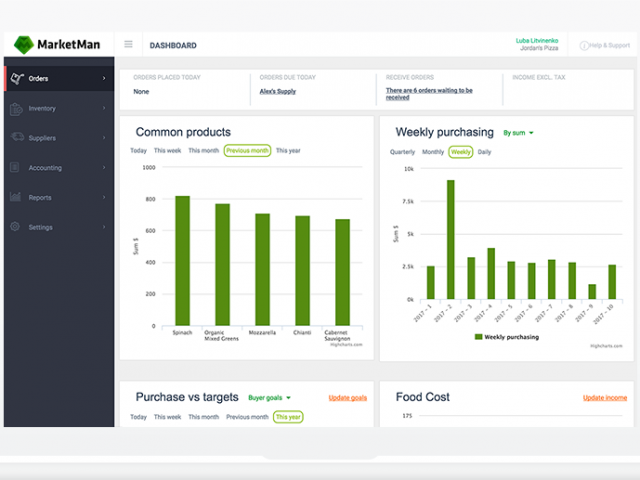 MarketMan
DASHBOARD
Luba Litvinenko
Jordan's Pizza
Help & Support
Orders
Inventory
Suppliers
Accounting
Reports
Settings
ORDERS PLACED TODAY
None
ORDERS DUE TODAY
Alex's Supply
RECEIVE ORDERS
There are 6 orders waiting to be
received
INCOME EXCL. TAX
Common products
Today This week This month Previous month This year
1000
800
600
400
200
0
Sum $
Spinach
Organic
Mixed Greens
Mozzarella
Chianti
Cabernet
Sauvignon
Highcharts.com
Weekly purchasing By sum
Quarterly Monthly Weekly Daily
10k
7.5k
5k
2.5k
0k
Sum $
2017 - 1
2017 - 2
2017 - 3
2017 - 4
2017 - 5
2017 - 6
2017 - 7
2017 - 8
2017 - 9
2017 - 10
Weekly purchasing
Highcharts.com
Purchase vs targets Buyer goals Update goals
Today This week This month Previous month This year
Food Cost Update income
175